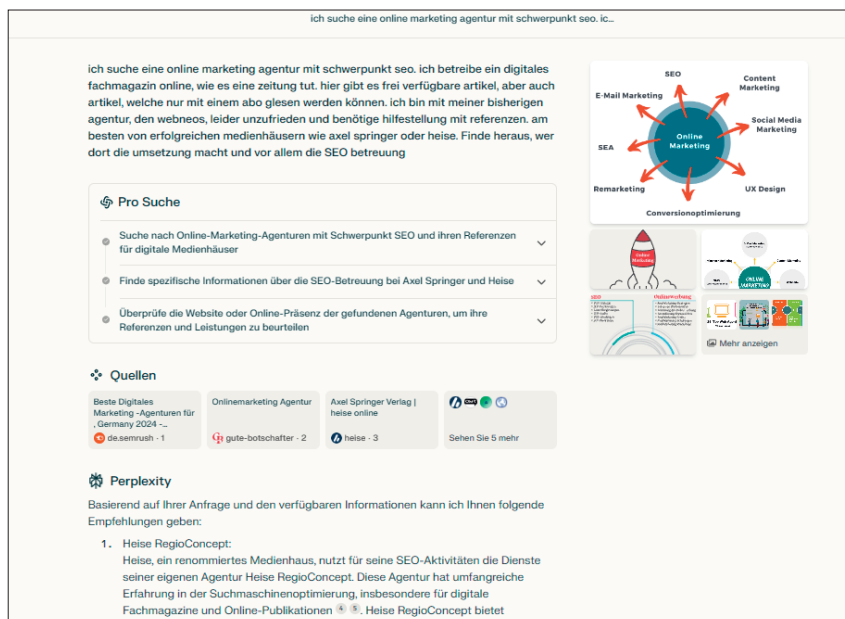 ich suche eine online marketing agentur mit schwerpunkt seo. ic...
ich suche eine online marketing agentur mit schwerpunkt seo. ich betreibe ein digitales
fachmagazin online, wie es eine zeitung tut. hier gibt es frei verfügbare artikel, aber auch
artikel, welche nur mit einem abo glesen werden können. ich bin mit meiner bisherigen
agentur, den webneos, leider unzufrieden und benötige hilfestellung mit referenzen. am
besten von erfolgreichen medienhäusern wie axel springer oder heise. Finde heraus, wer
dort die umsetzung macht und vor allem die SEO betreuung
Pro Suche
Suche nach Online-Marketing-Agenturen mit Schwerpunkt SEO und ihren Referenzen
für digitale Medienhäuser
Finde spezifische Informationen über die SEO-Betreuung bei Axel Springer und Heise
Überprüfe die Website oder Online-Präsenz der gefundenen Agenturen, um ihre
Referenzen und Leistungen zu beurteilen
Quellen
Beste Digitales
Marketing -Agenturen für
, Germany 2024 -...
de.semrush · 1
Onlinemarketing Agentur
gute-botschafter · 2
Axel Springer Verlag |
heise online
heise · 3
Sehen Sie 5 mehr
Perplexity
Basierend auf Ihrer Anfrage und den verfügbaren Informationen kann ich Ihnen folgende
Empfehlungen geben:
1. Heise RegioConcept:
Heise, ein renommiertes Medienhaus, nutzt für seine SEO-Aktivitäten die Dienste
seiner eigenen Agentur Heise RegioConcept. Diese Agentur hat umfangreiche
Erfahrung in der Suchmaschinenoptimierung, insbesondere für digitale
Fachmagazine und Online-Publikationen 4 5. Heise RegioConcept bietet
SEO
Content
Marketing
E-Mail Marketing
Social Media
Marketing
Online
Marketing
SEA
Remarketing
UX Design
Conversionoptimierung
Online
Marketing
ONLINE
MARKETING
SEO
Onlinewerbung
Mehr anzeigen